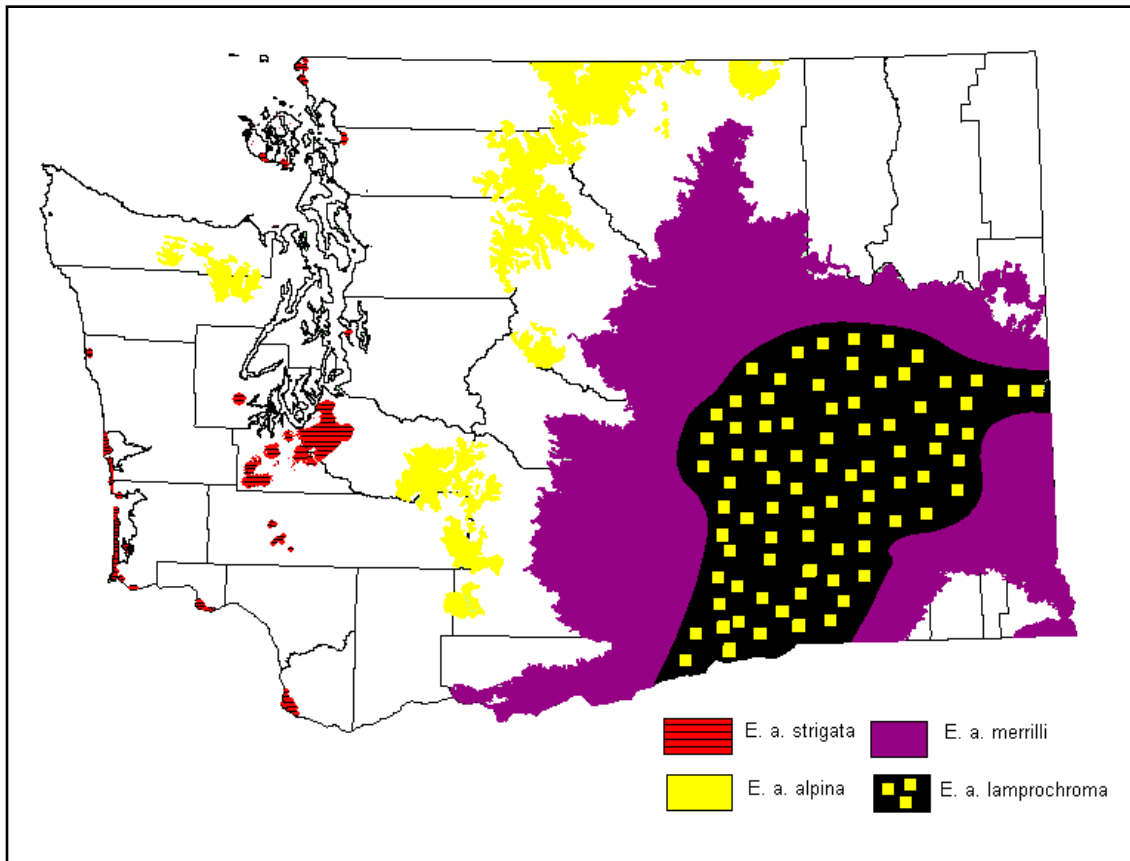 E. a. strigata
E. a. merrilli
E. a. alpina
E. a. lamprochroma